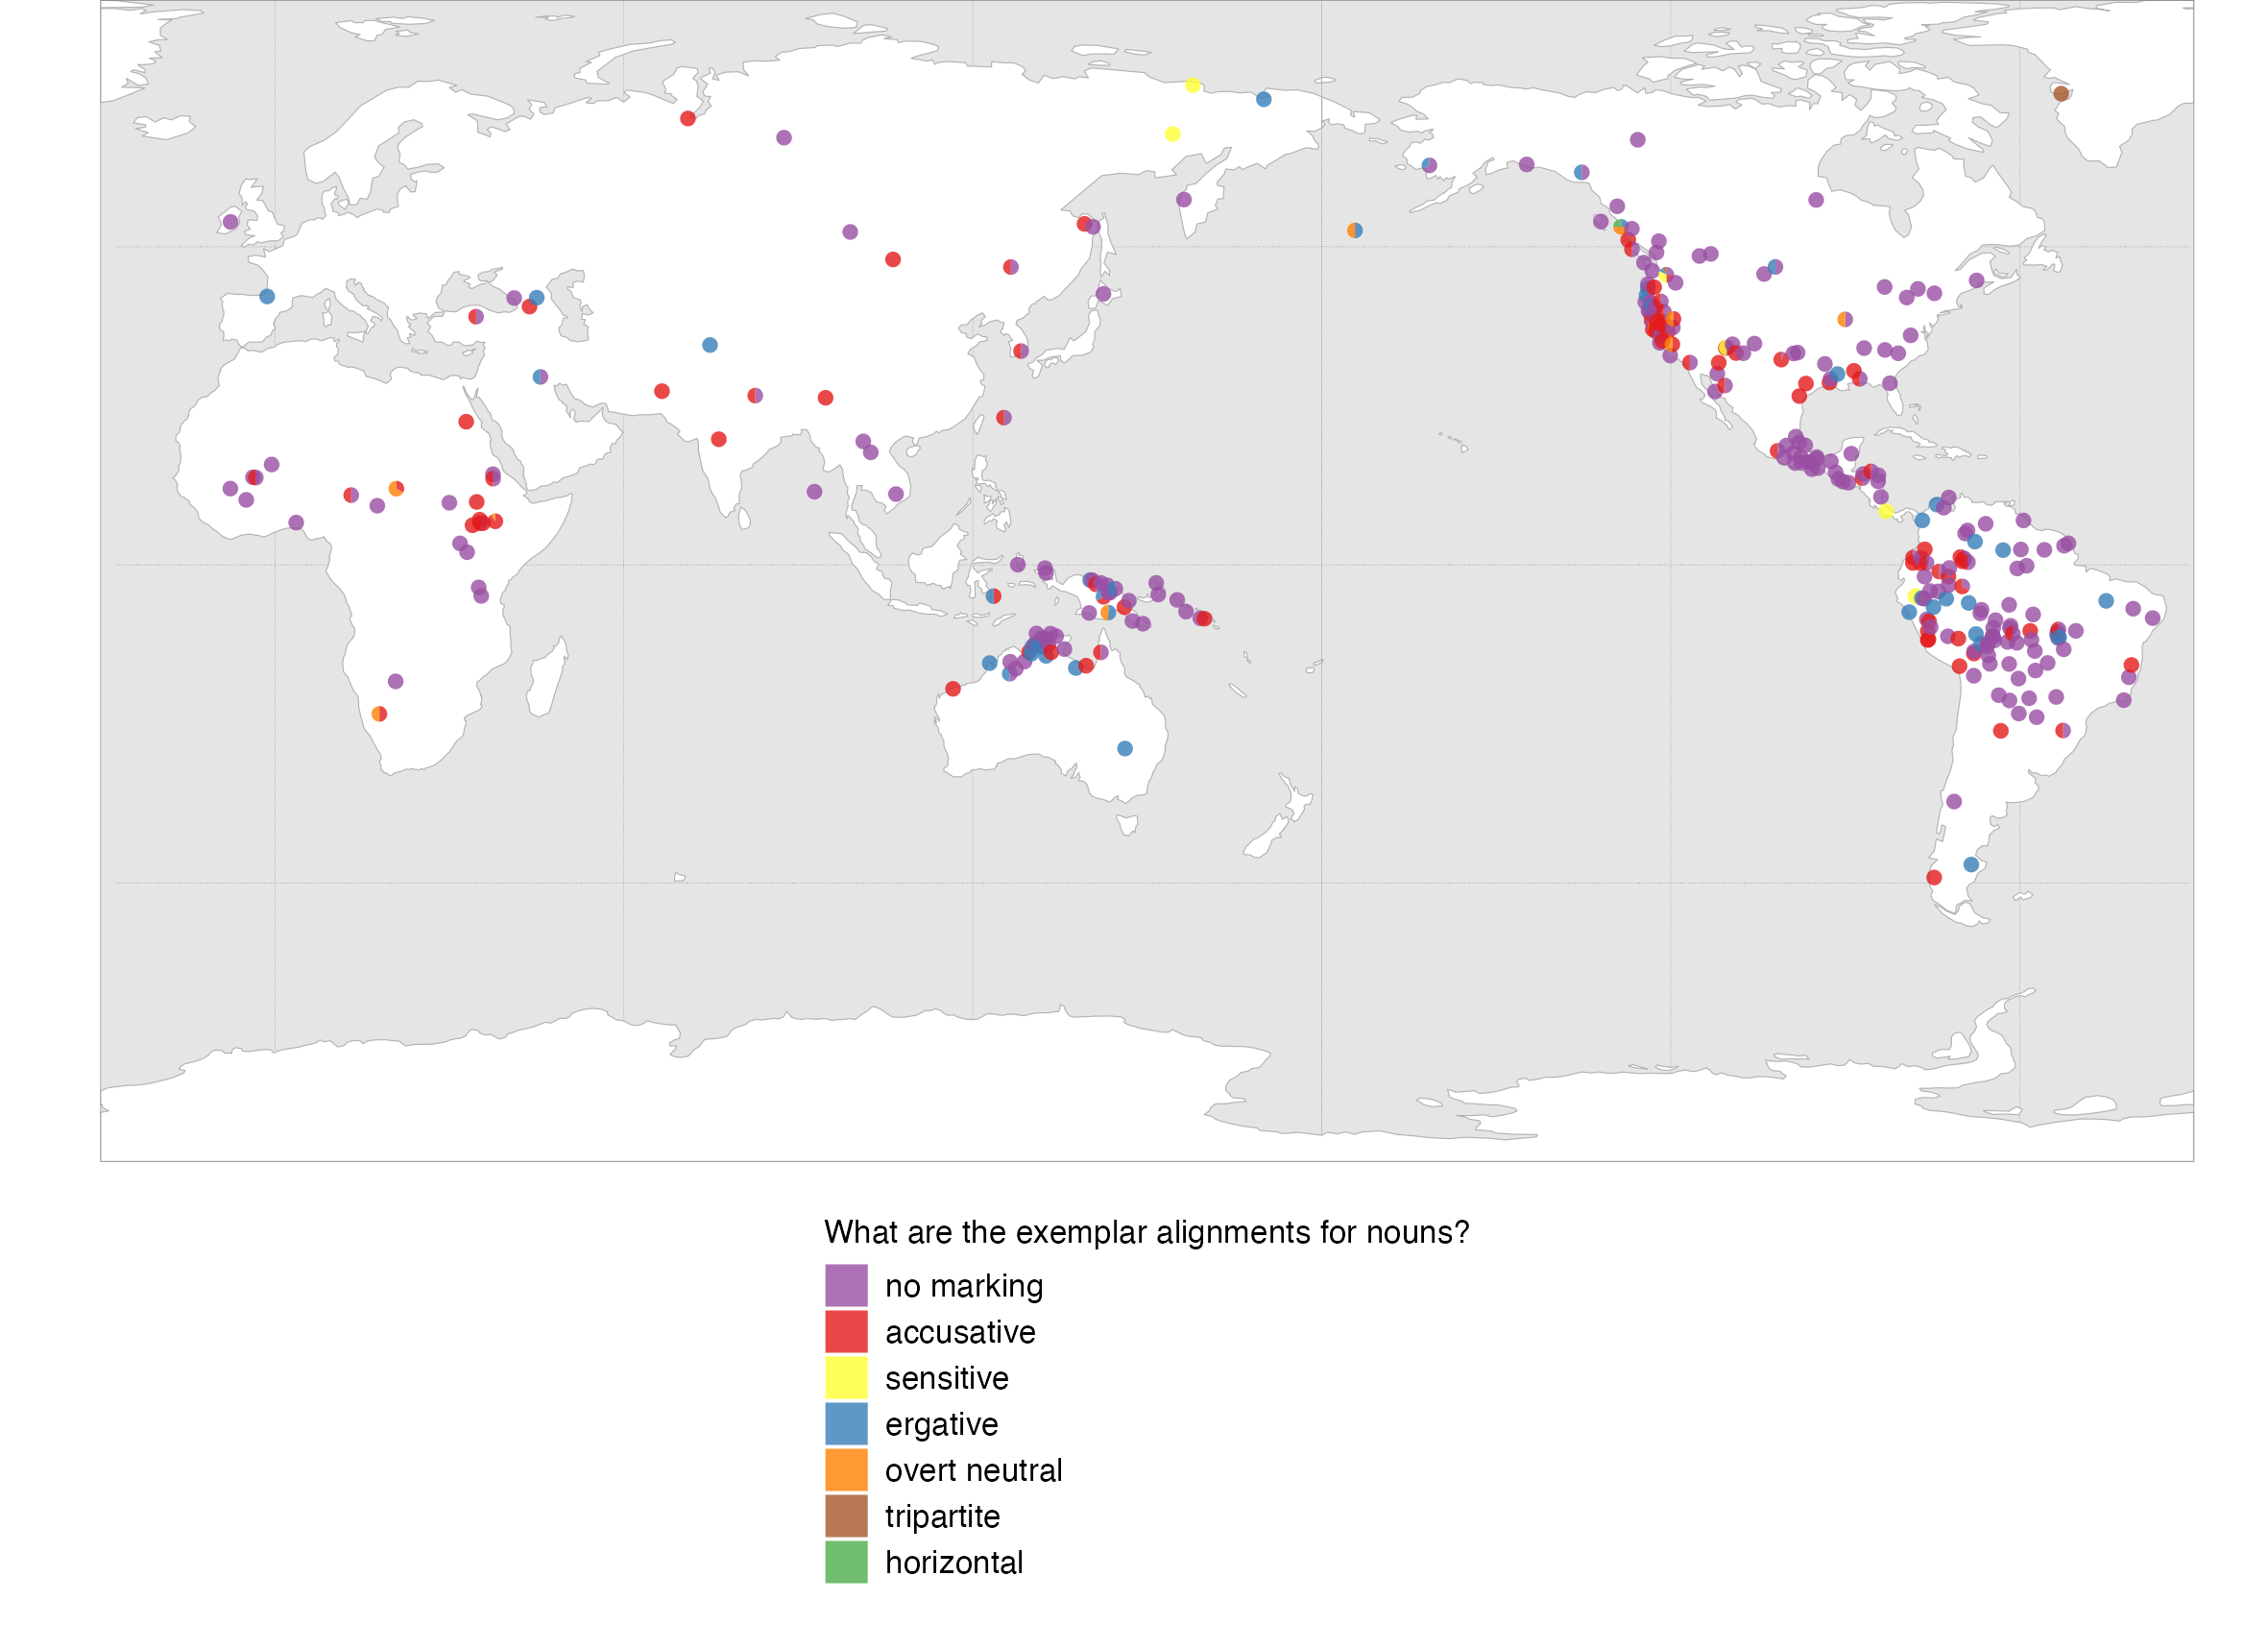 What are the exemplar alignments for nouns?
no marking
accusative
sensitive
ergative
overt neutral
tripartite
horizontal